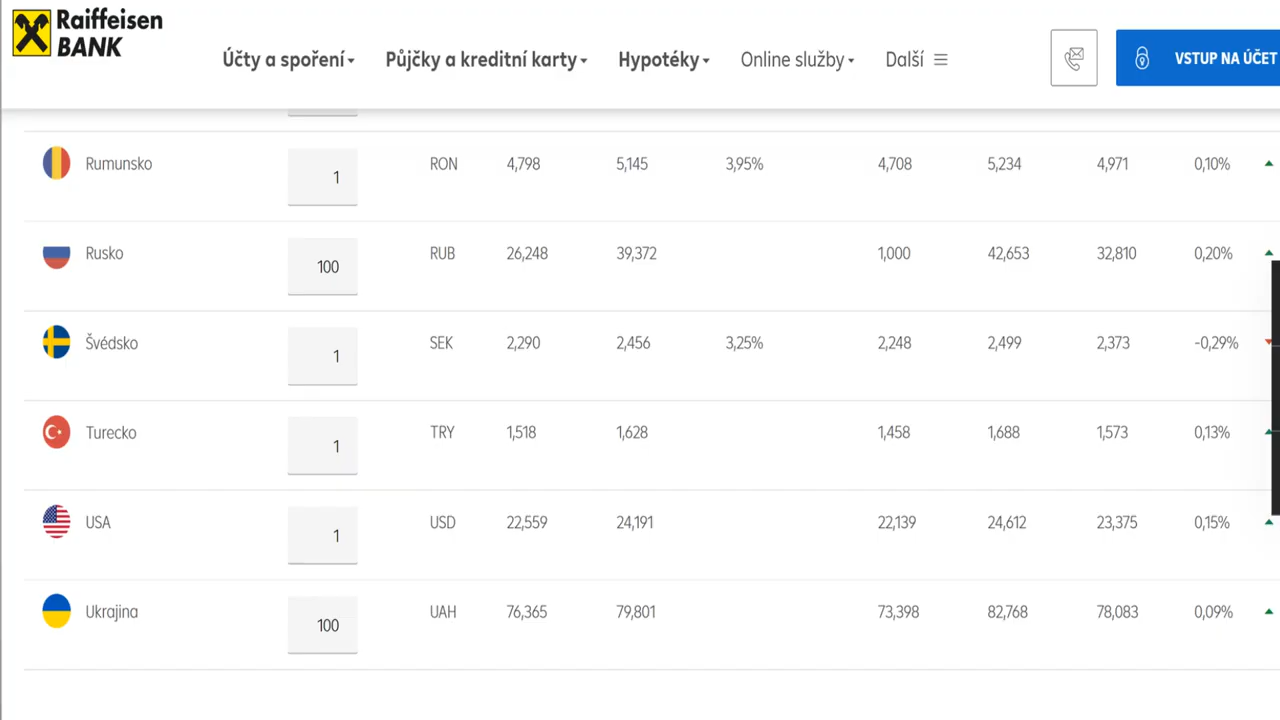 Raiffeisen
BANK
Účty a spoření Půjčky a kreditní karty Hypotéky Online služby Další VSTUP NA ÚČET
Rumunsko 1 RON 4,798 5,145 3,95% 4,708 5,234 4,971 0,10%
Rusko 100 RUB 26,248 39,372 1,000 42,653 32,810 0,20%
Švédsko 1 SEK 2,290 2,456 3,25% 2,248 2,499 2,373 -0,29%
Turecko 1 TRY 1,518 1,628 1,458 1,688 1,573 0,13%
USA 1 USD 22,559 24,191 22,139 24,612 23,375 0,15%
Ukrajina 100 UAH 76,365 79,801 73,398 82,768 78,083 0,09%